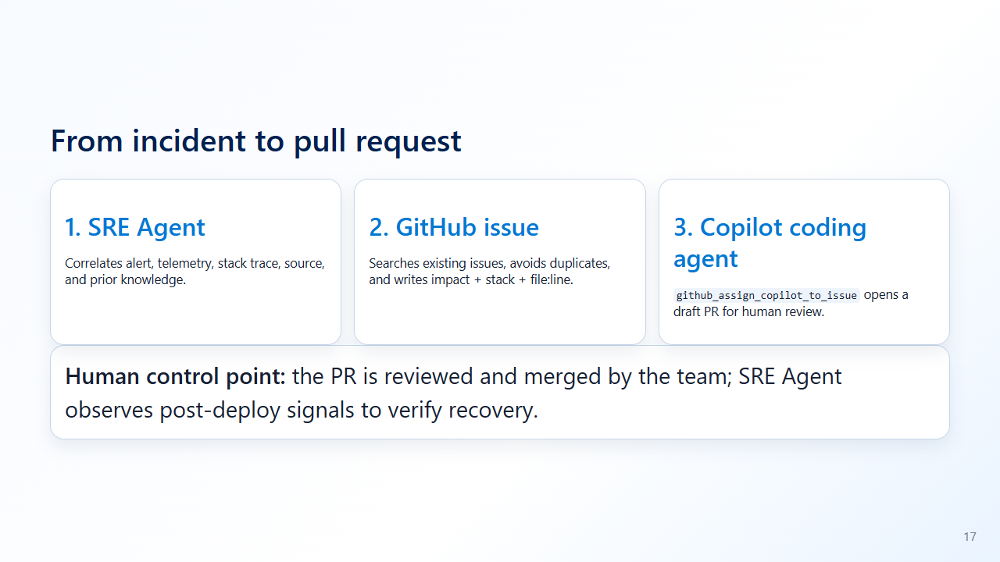 From incident to pull request
1. SRE Agent
Correlates alert, telemetry, stack trace, source,
and prior knowledge.
2. GitHub issue
Searches existing issues, avoids duplicates,
and writes impact + stack + file:line.
3. Copilot coding
agent
github_assign_copilot_to_issue opens a
draft PR for human review.
Human control point: the PR is reviewed and merged by the team; SRE Agent
observes post-deploy signals to verify recovery.
17